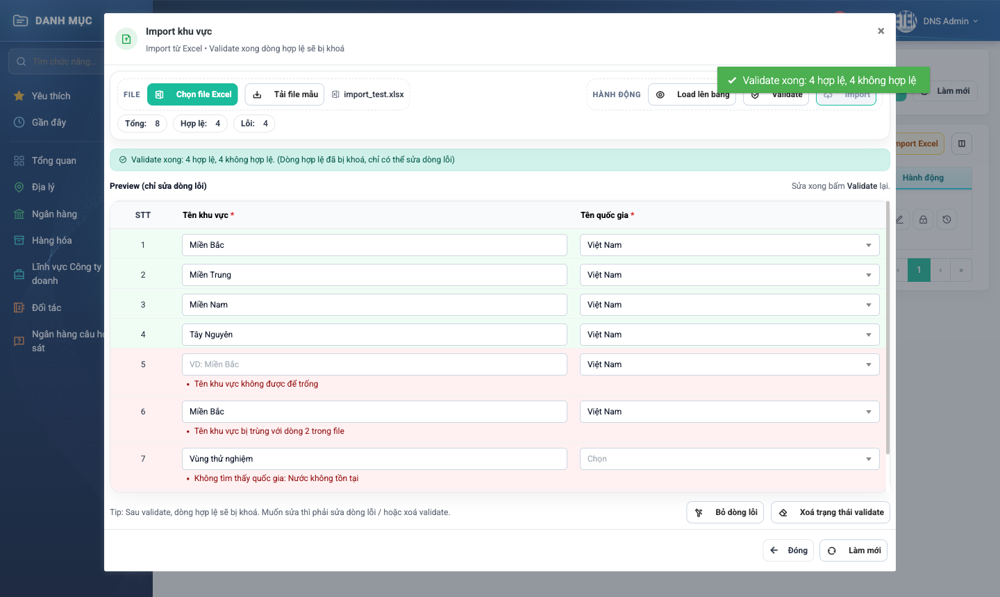 DANH MỤC
Tìm chức năng...
Yêu thích
Gần đây
Tổng quan
Địa lý
Ngân hàng
Hàng hóa
Lĩnh vực Công ty
doanh
Đối tác
Ngân hàng câu
sát
DNS Admin
Làm mới
Import Excel
Hành động
‹
1
›
»
Import khu vực
×
Import từ Excel • Validate xong dòng hợp lệ sẽ bị khoá
FILE
Chọn file Excel
Tải file mẫu
import_test.xlsx
HÀNH ĐỘNG
Load lên bảng
Validate
Import
Validate xong: 4 hợp lệ, 4 không hợp lệ
Tổng: 8
Hợp lệ: 4
Lỗi: 4
Validate xong: 4 hợp lệ, 4 không hợp lệ. (Dòng hợp lệ đã bị khoá, chỉ có thể sửa dòng lỗi)
Preview (chỉ sửa dòng lỗi)
Sửa xong bấm Validate lại.
STT Tên khu vực * Tên quốc gia *
1 Miền Bắc Việt Nam
2 Miền Trung Việt Nam
3 Miền Nam Việt Nam
4 Tây Nguyên Việt Nam
5 VD: Miền Bắc Việt Nam
• Tên khu vực không được để trống
6 Miền Bắc Việt Nam
• Tên khu vực bị trùng với dòng 2 trong file
7 Vùng thử nghiệm Chọn
• Không tìm thấy quốc gia: Nước không tồn tại
Tip: Sau validate, dòng hợp lệ sẽ bị khoá. Muốn sửa thì phải sửa dòng lỗi / hoặc xoá validate.
Bỏ dòng lỗi
Xoá trạng thái validate
Đóng
Làm mới